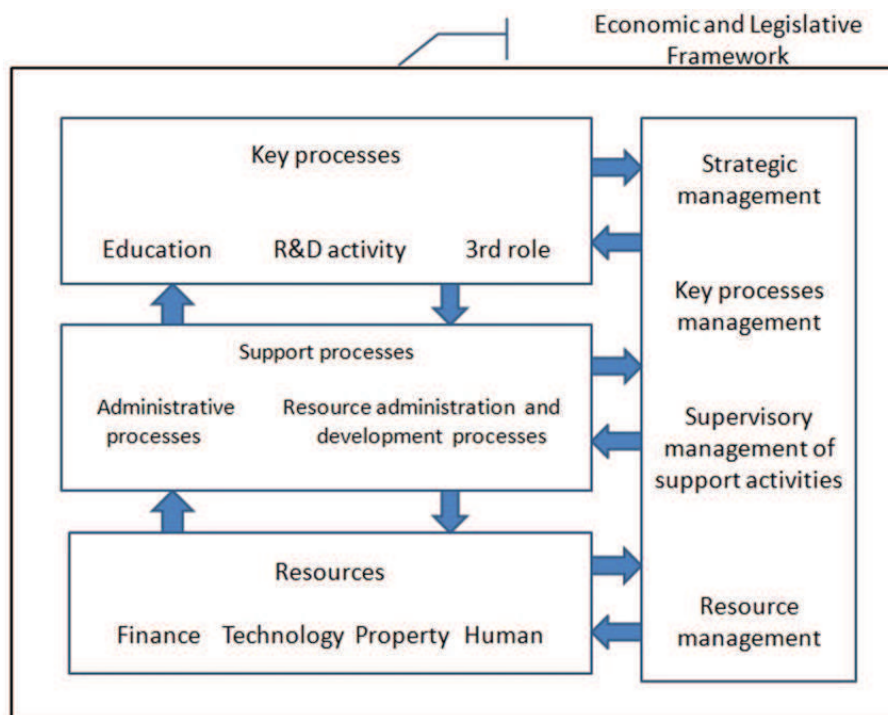 Economic and Legislative
Framework
Key processes
Education R&D activity 3rd role
Support processes
Administrative
processes
Resource administration and
development processes
Resources
Finance Technology Property Human
Strategic
management
Key processes
management
Supervisory
management of
support activities
Resource
management